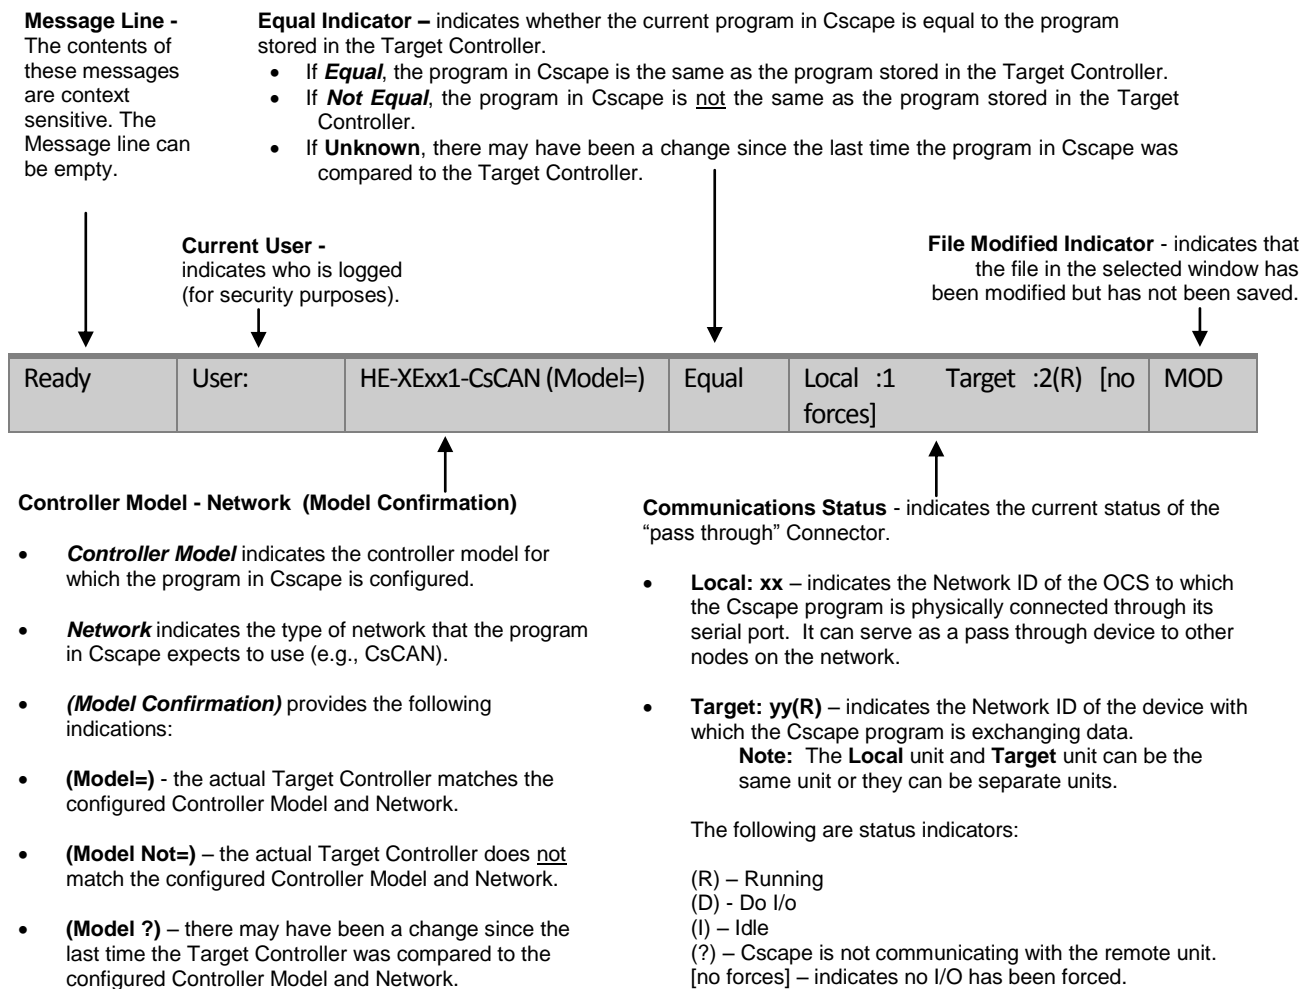 Message Line -
The contents of
these messages
are context
sensitive. The
Message line can
be empty.
Equal Indicator – indicates whether the current program in Cscape is equal to the program
stored in the Target Controller.
• If Equal, the program in Cscape is the same as the program stored in the Target Controller.
• If Not Equal, the program in Cscape is not the same as the program stored in the Target
Controller.
• If Unknown, there may have been a change since the last time the program in Cscape was
compared to the Target Controller.
Current User -
indicates who is logged
(for security purposes).
File Modified Indicator - indicates that
the file in the selected window has
been modified but has not been saved.
Ready User: HE-XExx1-CsCAN (Model=) Equal Local :1 Target :2(R) [no MOD
forces]
Controller Model - Network (Model Confirmation)
• Controller Model indicates the controller model for
which the program in Cscape is configured.
• Network indicates the type of network that the program
in Cscape expects to use (e.g., CsCAN).
• (Model Confirmation) provides the following
indications:
• (Model=) - the actual Target Controller matches the
configured Controller Model and Network.
• (Model Not=) – the actual Target Controller does not
match the configured Controller Model and Network.
• (Model ?) – there may have been a change since the
last time the Target Controller was compared to the
configured Controller Model and Network.
Communications Status - indicates the current status of the
“pass through” Connector.
• Local: xx – indicates the Network ID of the OCS to which
the Cscape program is physically connected through its
serial port. It can serve as a pass through device to other
nodes on the network.
• Target: yy(R) – indicates the Network ID of the device with
which the Cscape program is exchanging data.
Note: The Local unit and Target unit can be the
same unit or they can be separate units.
The following are status indicators:
(R) – Running
(D) - Do I/o
(I) – Idle
(?) – Cscape is not communicating with the remote unit.
[no forces] – indicates no I/O has been forced.